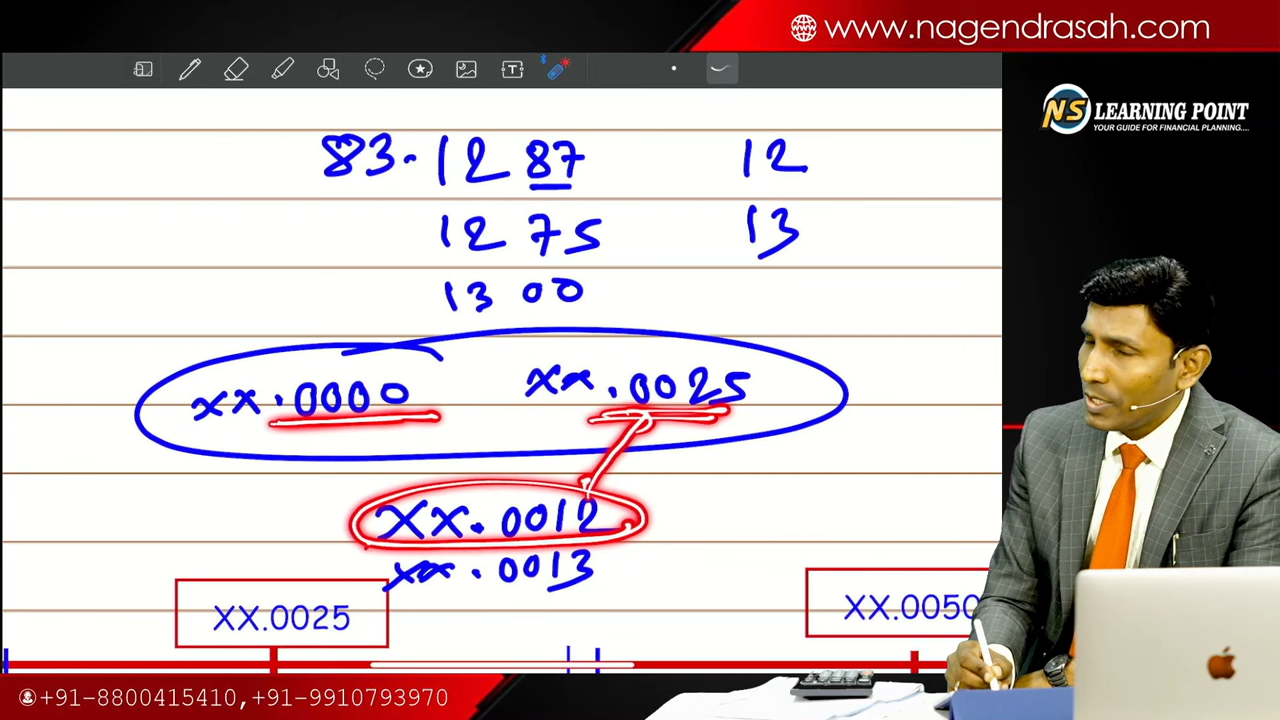 www.nagendrasah.com
NS LEARNING POINT
YOUR GUIDE FOR FINANCIAL PLANNING....
83.1287 12
1275 13
1300
xx.0000 xx.0025
xx.0012
xx.0013
XX.0025 XX.0050
+91-8800415410,+91-9910793970